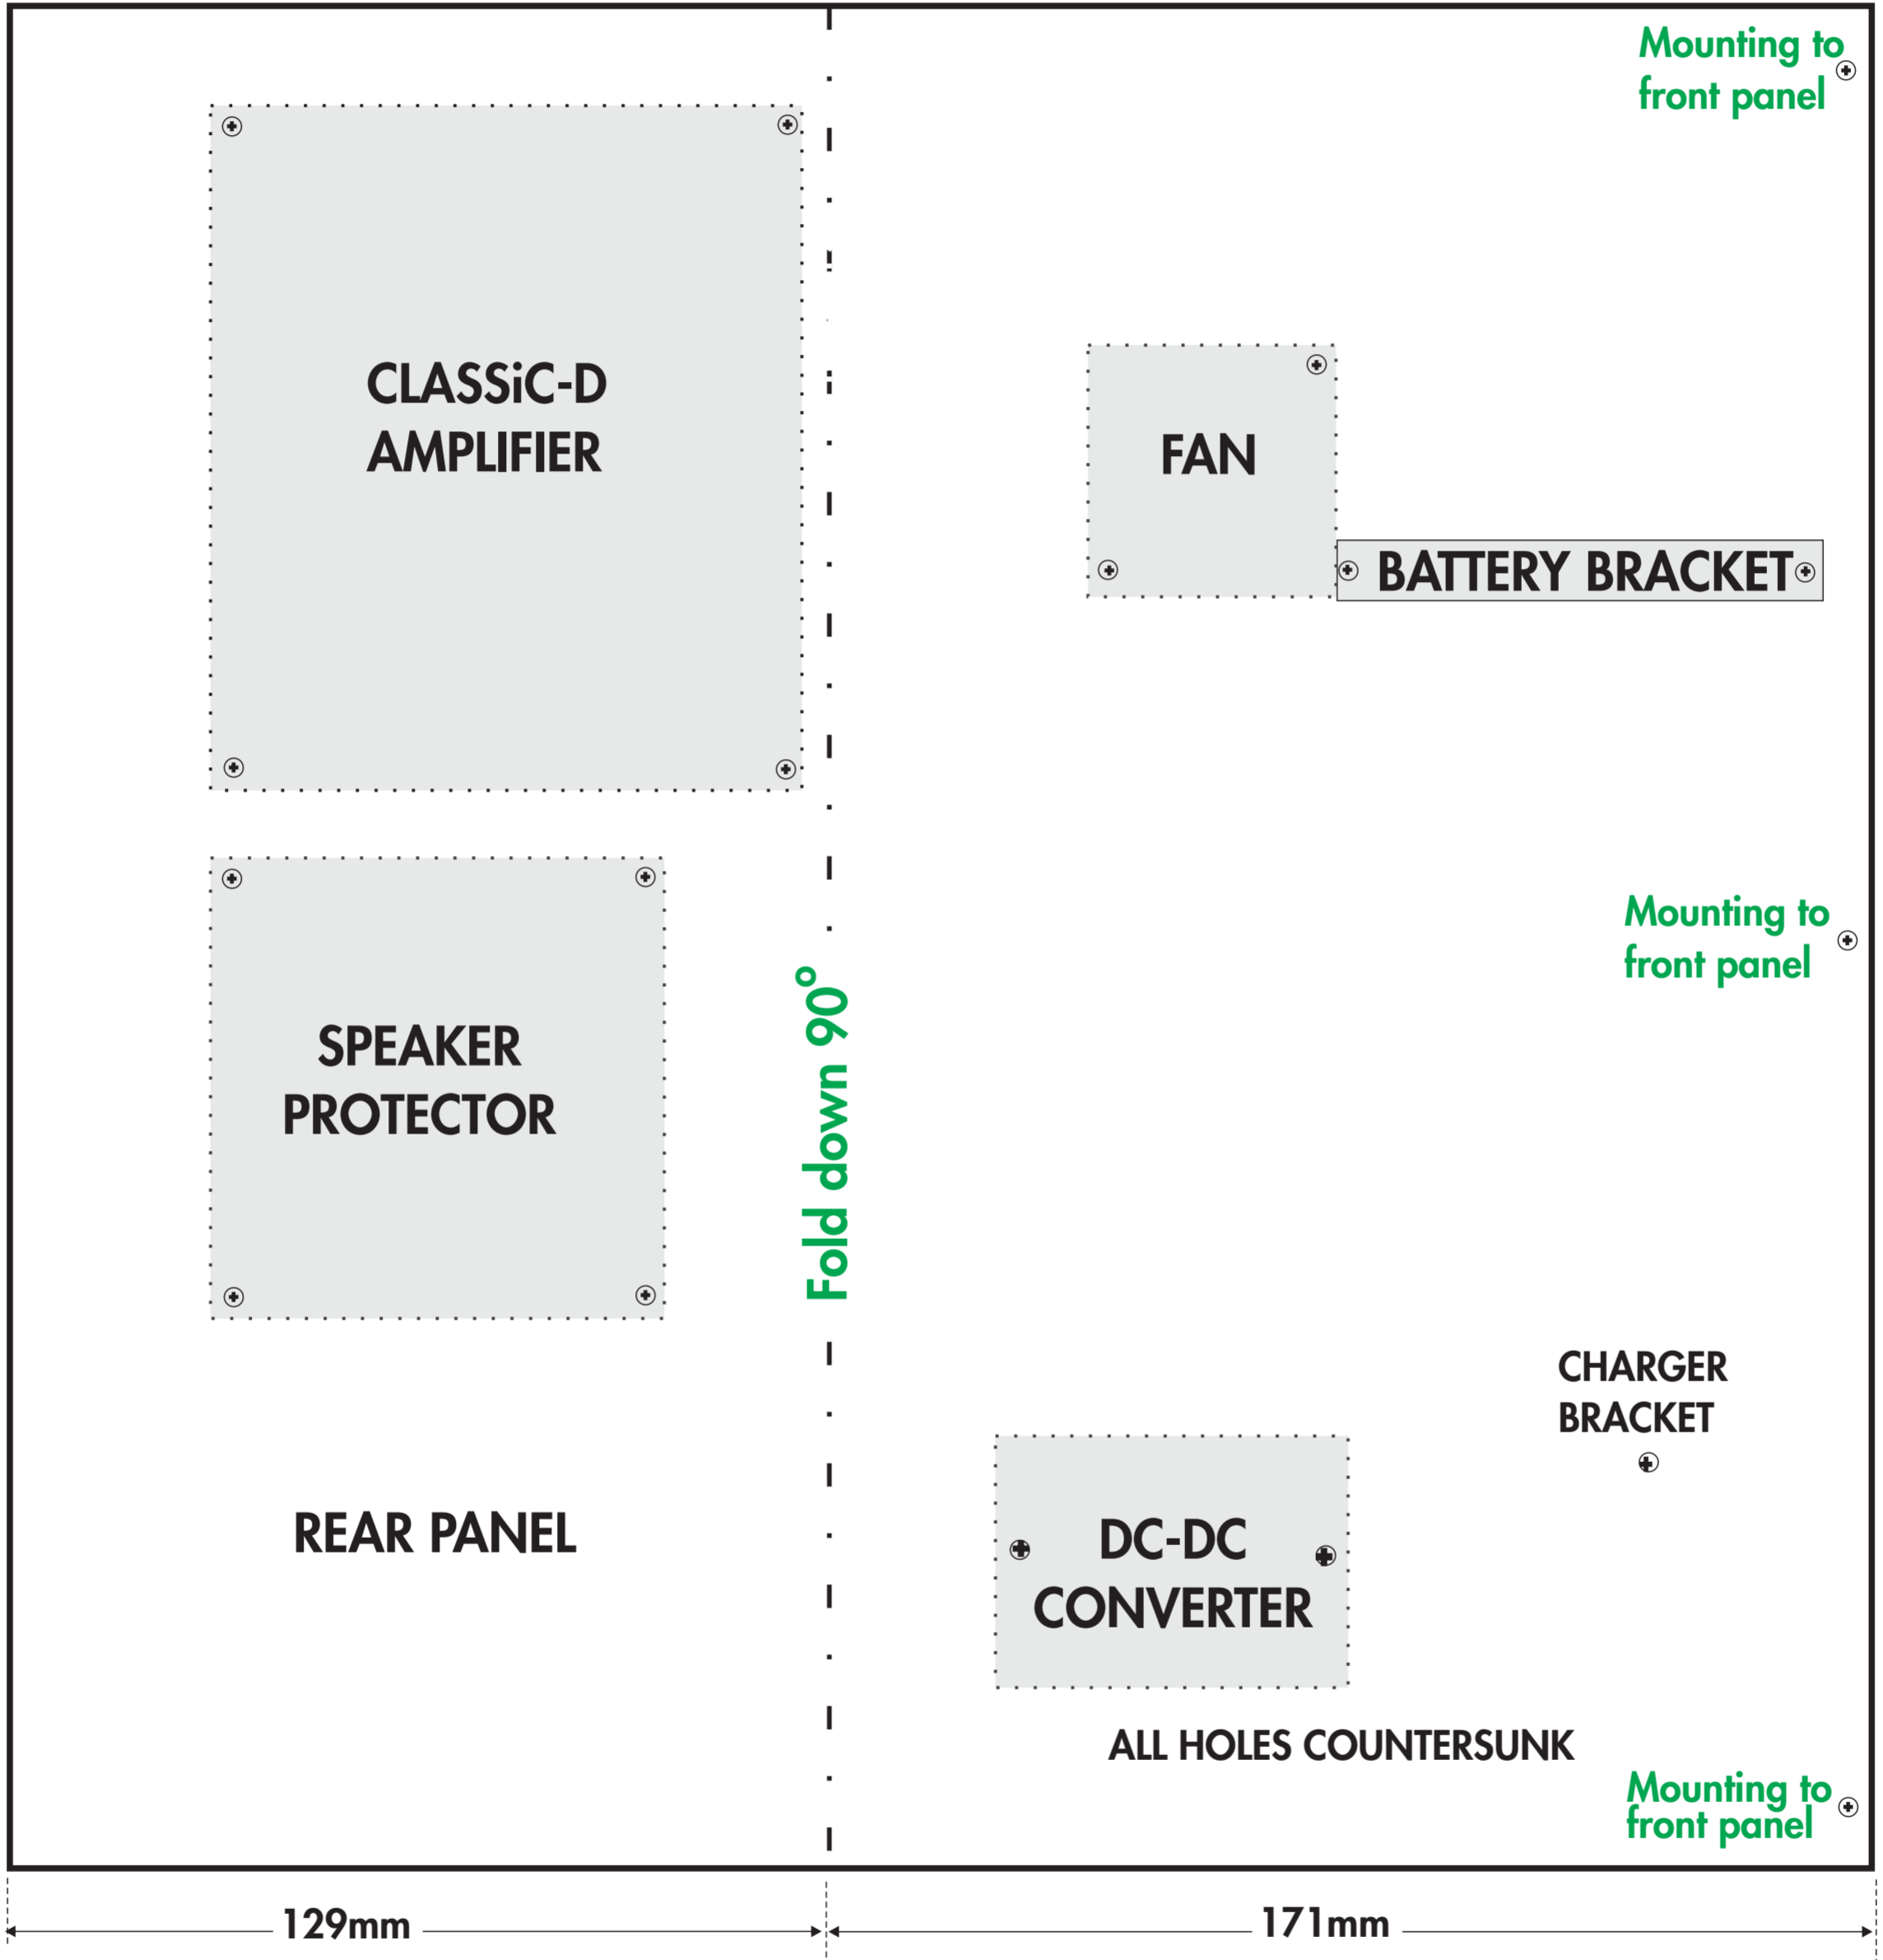 Mounting to
front panel
CLASSiC-D
AMPLIFIER
FAN
BATTERY BRACKET
Mounting to
front panel
SPEAKER
PROTECTOR
Fold down 90°
CHARGER
BRACKET
REAR PANEL
DC-DC
CONVERTER
ALL HOLES COUNTERSUNK
Mounting to
front panel
129mm
171mm